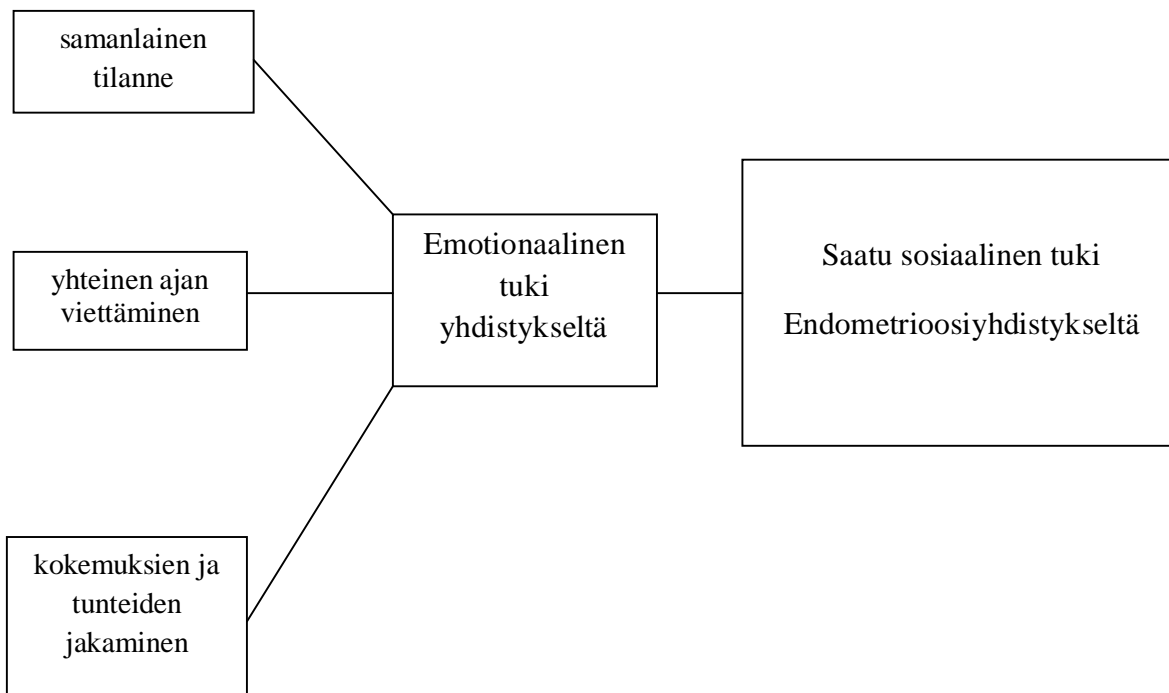 samanlainen
tilanne
yhteinen ajan
viettäminen
kokemuksien ja
tunteiden
jakaminen
Emotionaalinen
tuki
yhdistykseltä
Saatu sosiaalinen tuki
Endometrioosiyhdistykseltä